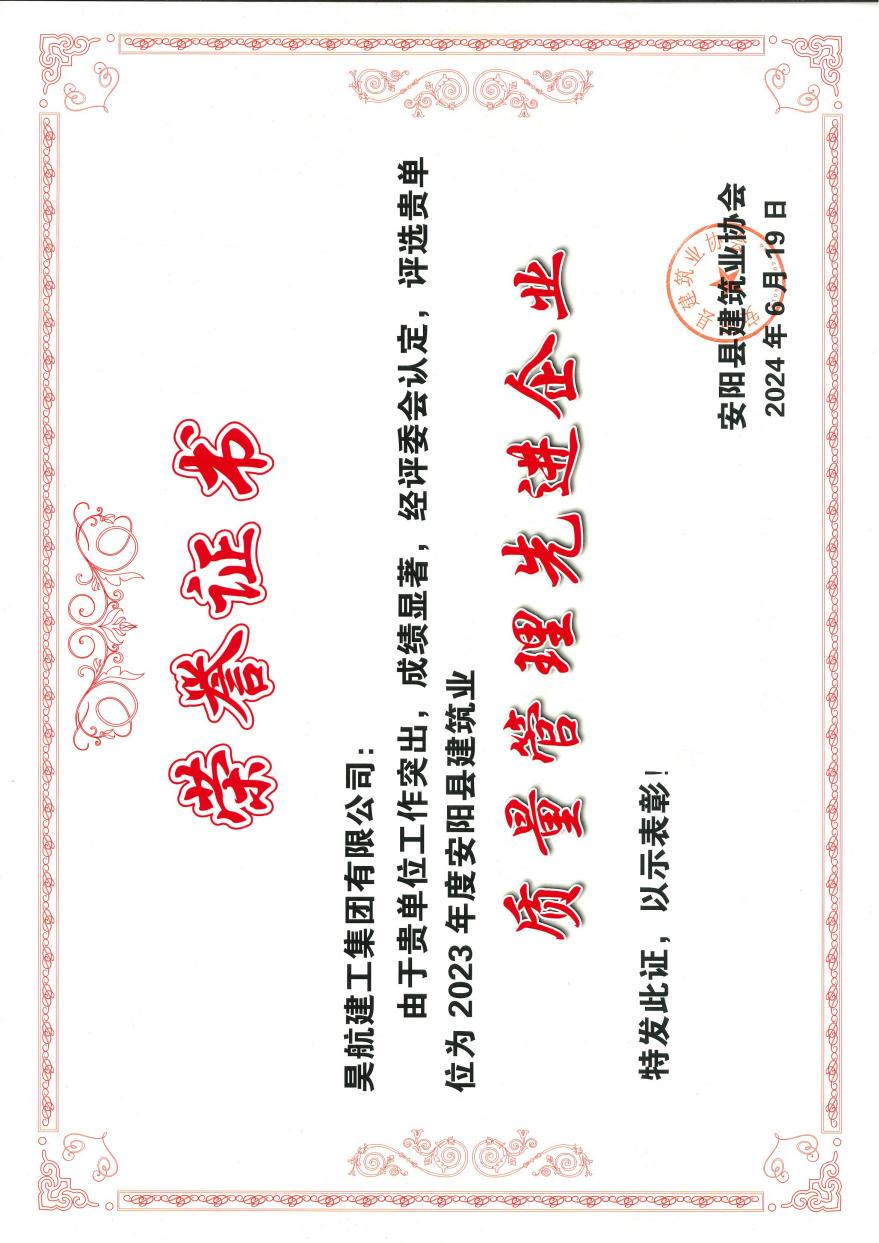 荣誉证书
昊航建工集团有限公司：
由于贵单位工作突出，成绩显著，经评委会认定，评选贵单
位为 2023 年度安阳县建筑业
质量管理先进企业
特发此证，以示表彰！
安阳县建筑业协会
2024 年 6 月 19 日